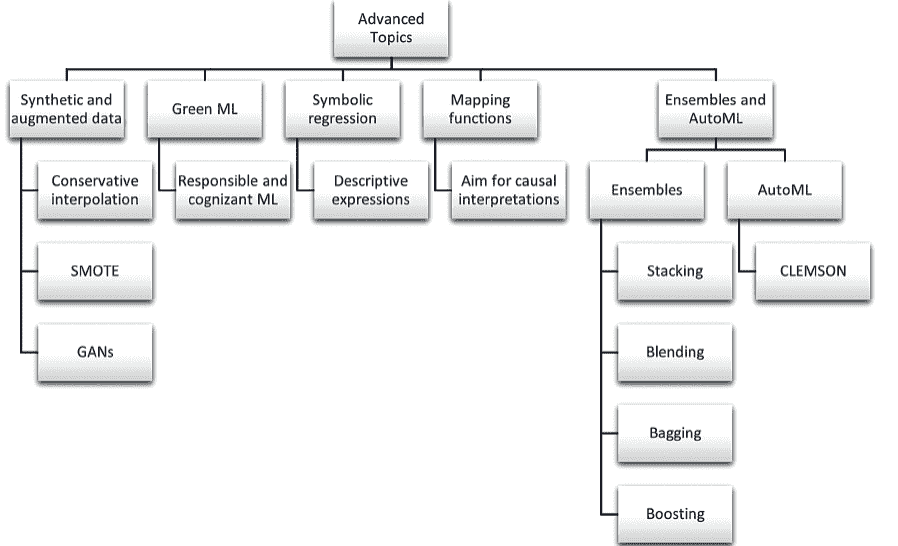 Advanced
Topics
Synthetic and
augmented data
Green ML
Symbolic
regression
Mapping
functions
Ensembles and
AutoML
Conservative
interpolation
Responsible and
cognizant ML
Descriptive
expressions
Aim for causal
interpretations
Ensembles
AutoML
SMOTE
Stacking
CLEMSON
GANs
Blending
Bagging
Boosting